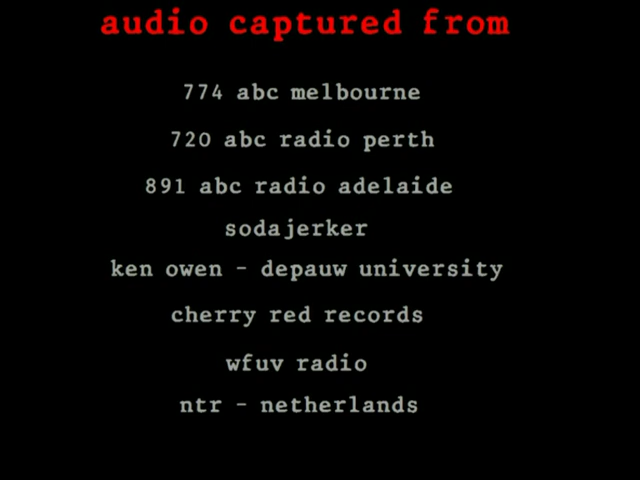 audio captured from
774 abc melbourne
720 abc radio perth
891 abc radio adelaide
sodajerker
ken owen - depauw university
cherry red records
wfuv radio
ntr - netherlands